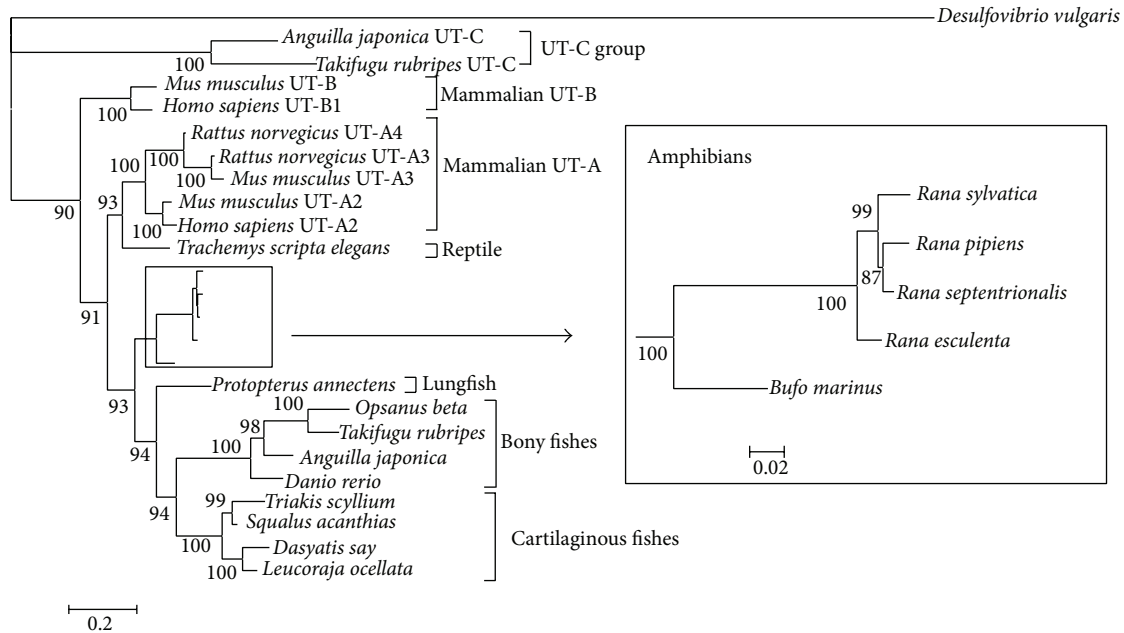 Desulfovibrio vulgaris
Anguilla japonica UT-C
UT-C group
100
Takifugu rubripes UT-C
Mus musculus UT-B
Mammalian UT-B
100
Homo sapiens UT-B1
Rattus norvegicus UT-A4
100
100
Rattus norvegicus UT-A3
Mammalian UT-A
100
Mus musculus UT-A3
93
Mus musculus UT-A2
90
100
Homo sapiens UT-A2
Trachemys scripta elegans
Reptile
91
93
Protopterus annectens
Lungfish
100
Opsanus beta
98
Takifugu rubripes
Bony fishes
100
Anguilla japonica
94
Danio rerio
99
Triakis scyllium
94
Squalus acanthias
Cartilaginous fishes
100
Dasyatis say
100
Leucoraja ocellata
0.2
Amphibians
Rana sylvatica
99
Rana pipiens
87
Rana septentrionalis
100
Rana esculenta
100
Bufo marinus
0.02